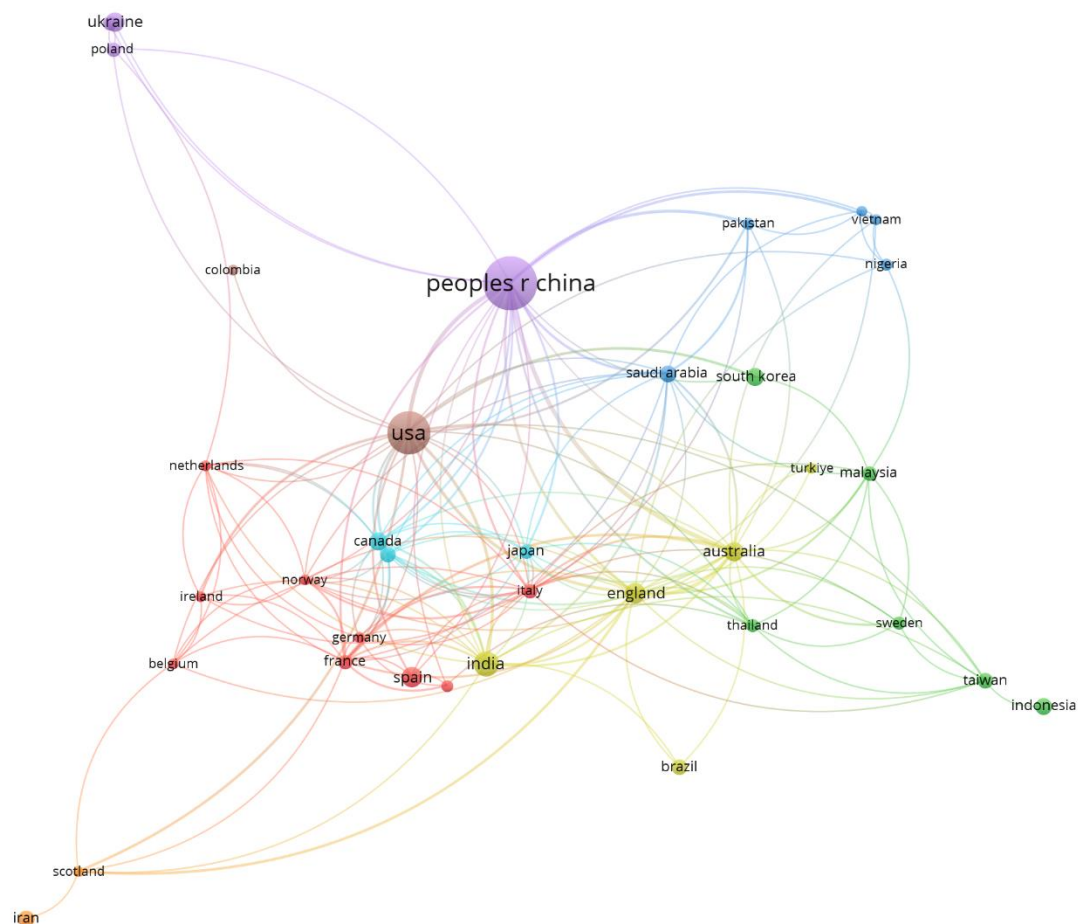 ukraine
poland
pakistan
vietnam
nigeria
colombia
peoples r china
saudi arabia
south korea
usa
netherlands
turkiye
malaysia
canada
japan
australia
norway
ireland
italy
england
germany
thailand
sweden
belgium
france
spain
india
taiwan
indonesia
brazil
scotland
iran